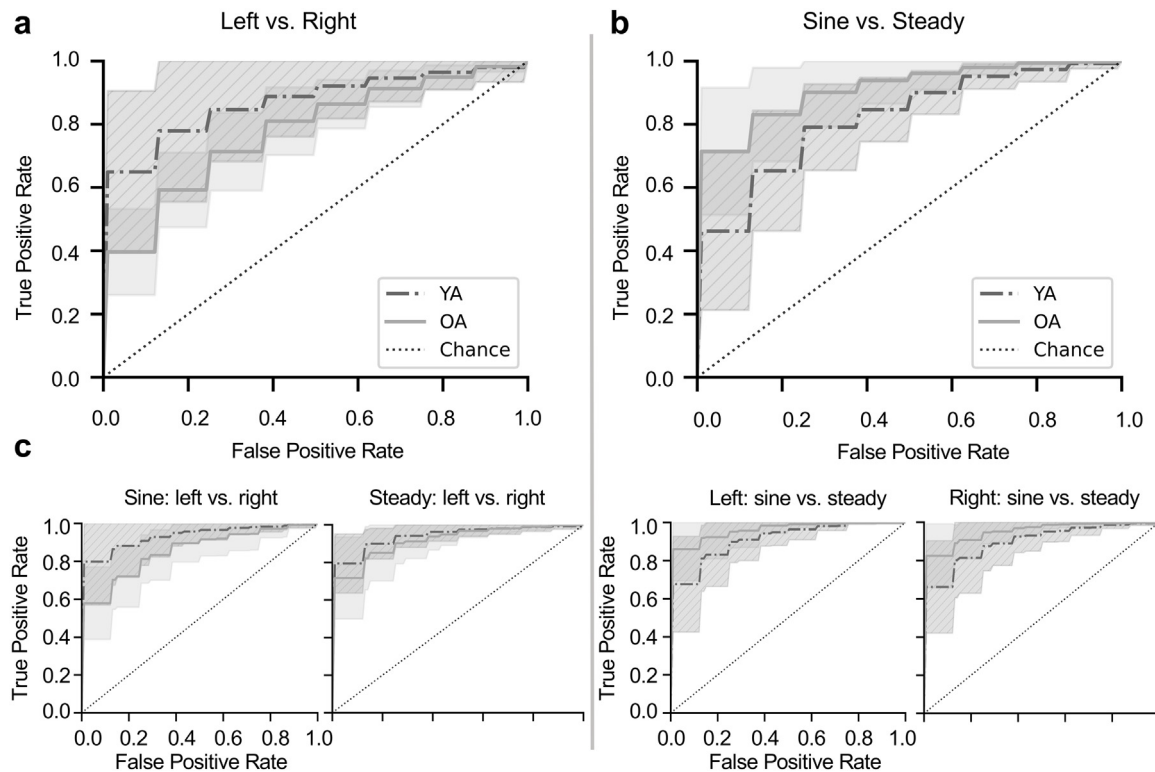 a
Left vs. Right
1.0
0.8
0.6
0.4
0.2
0.0
True Positive Rate
YA
OA
Chance
0.0 0.2 0.4 0.6 0.8 1.0
False Positive Rate
b
Sine vs. Steady
1.0
0.8
0.6
0.4
0.2
0.0
True Positive Rate
YA
OA
Chance
0.0 0.2 0.4 0.6 0.8 1.0
False Positive Rate
c
Sine: left vs. right
1.0
0.8
0.6
0.4
0.2
0.0
True Positive Rate
0.0 0.2 0.4 0.6 0.8 1.0
False Positive Rate
Steady: left vs. right
Left: sine vs. steady
1.0
0.8
0.6
0.4
0.2
0.0
True Positive Rate
0.0 0.2 0.4 0.6 0.8 1.0
False Positive Rate
Right: sine vs. steady